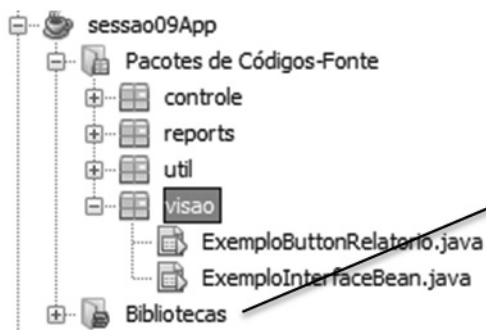 sessao09App
Pacotes de Códigos-Fonte
controle
reports
util
visao
ExemploButtonRelatorio.java
ExemploInterfaceBean.java
Bibliotecas